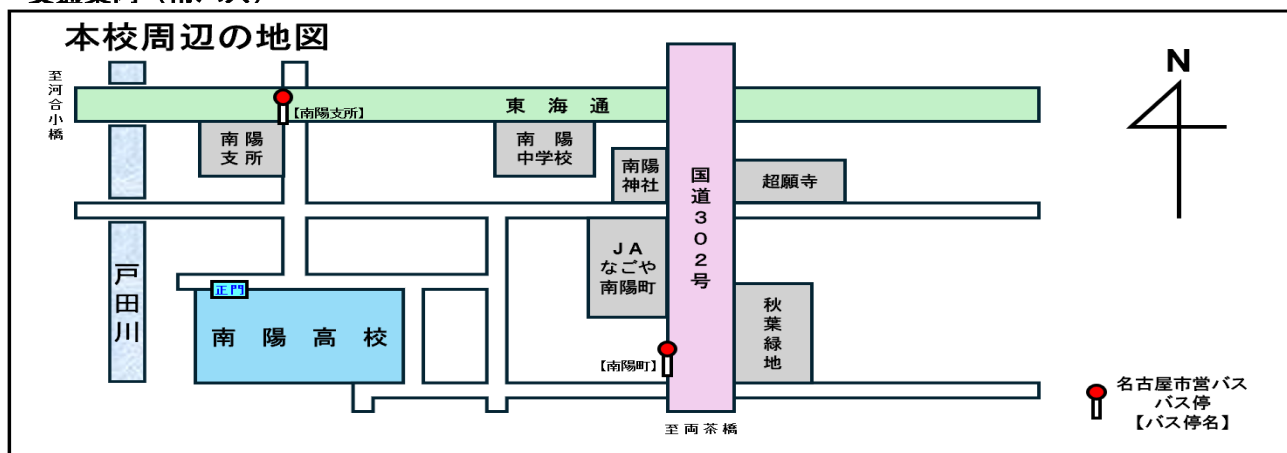 本校周辺の地図
至河合小橋
東海通
【南陽支所】
南陽
支所
南陽
中学校
南陽
神社
国道302号
超願寺
N
戸田川
正門
南陽高校
JA
なごや
南陽町
秋葉緑地
【南陽町】
至両茶橋
名古屋市営バス
バス停
【バス停名】